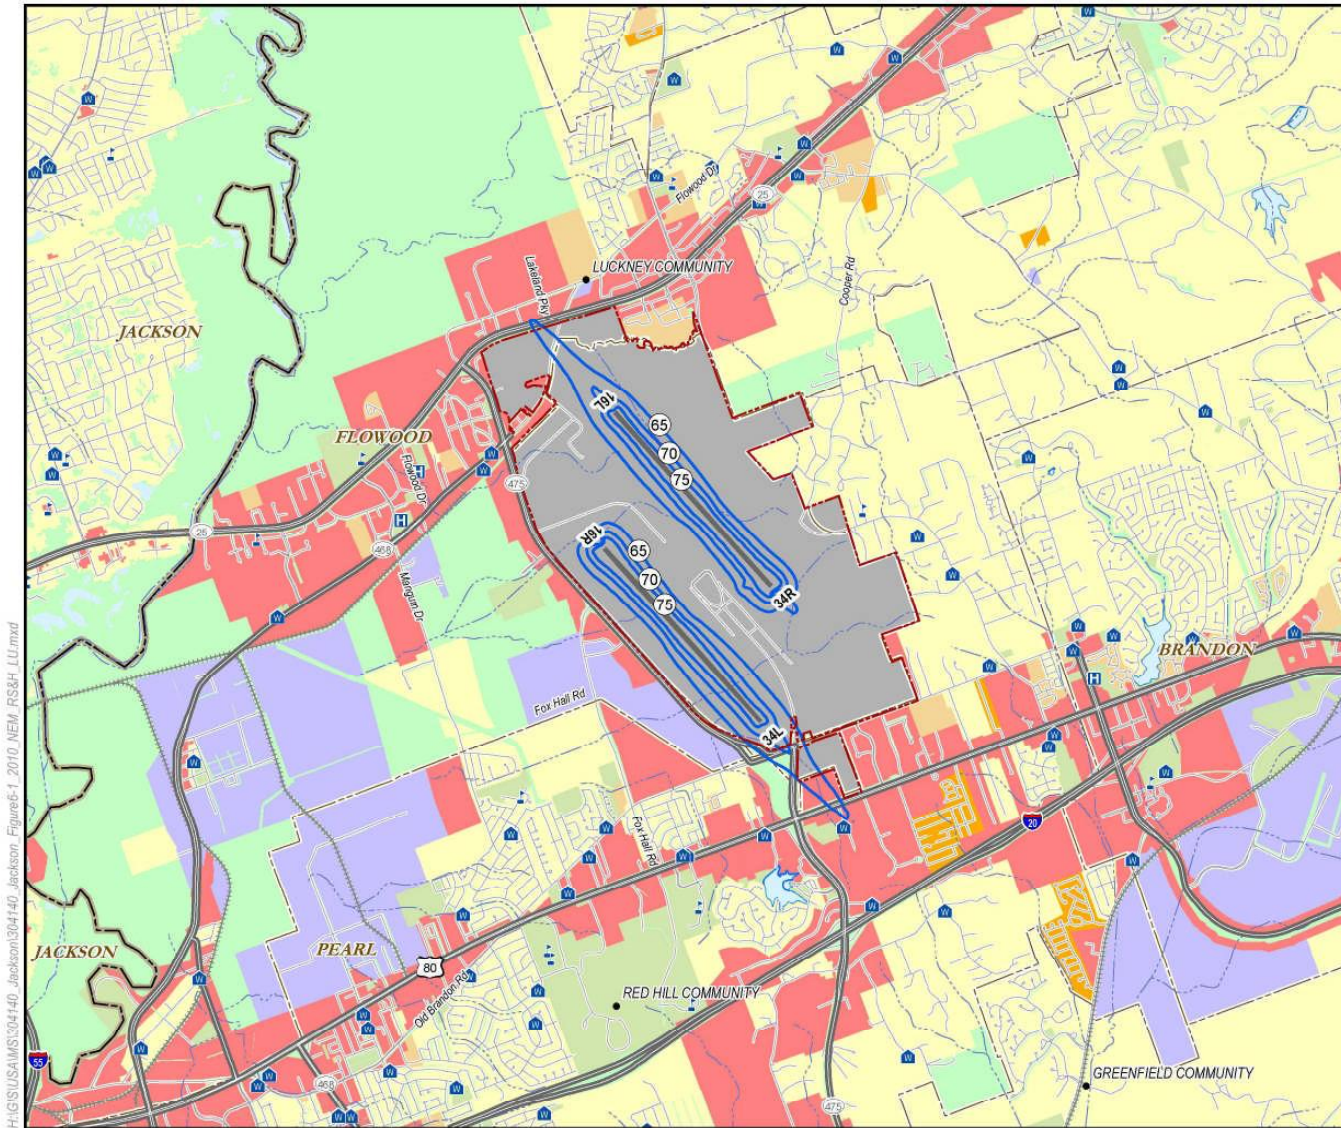 25
Flowood Dr
LUCKNEY COMMUNITY
Lakeland Pky
Cooper Rd
JACKSON
16L
65
70
75
FLOWOOD
Flowood Dr
H
H
475
25
468
16R
65
70
75
34R
Mangum Dr
34L
BRANDON
H
Fox Hall Rd
20
Fox Hall Rd
JACKSON
PEARL
80
Old Brandon Rd
RED HILL COMMUNITY
55
468
475
GREENFIELD COMMUNITY
H:\GIS\USA\MS\304140_Jackson\304140_Jackson_Figure6-1_2010_NEM_RS&H_LU.mxd